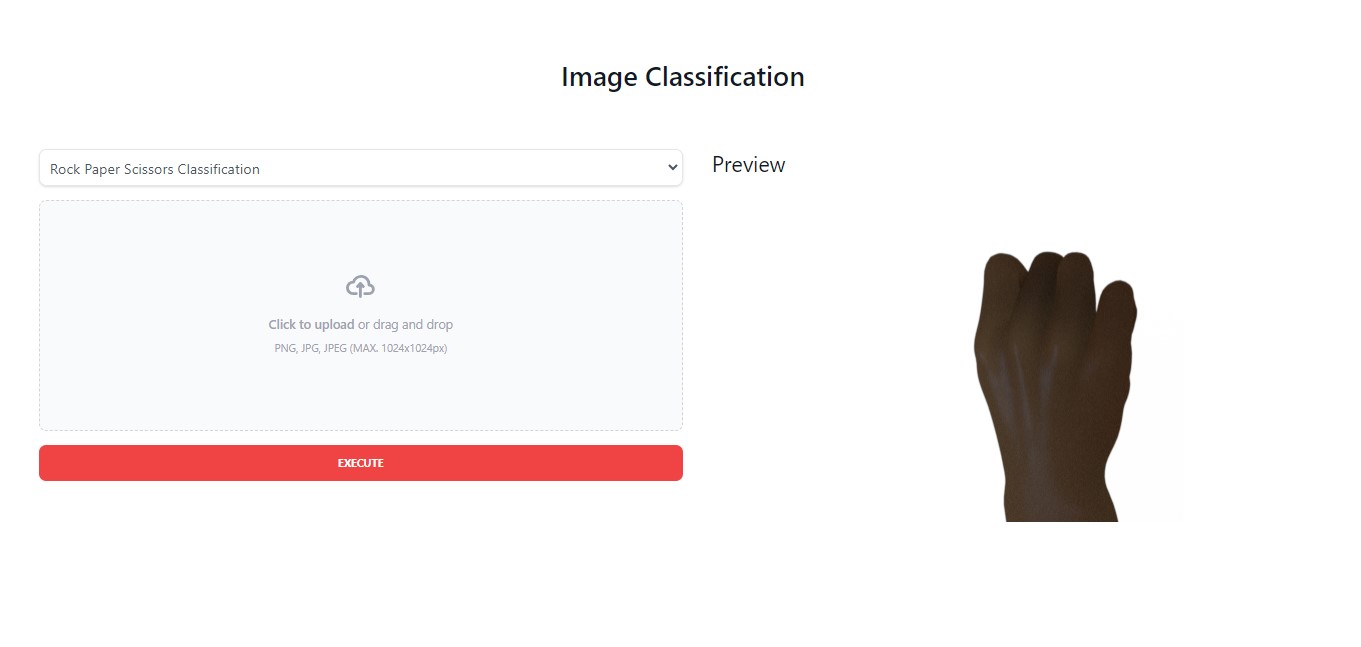 Image Classification
Rock Paper Scissors Classification
Preview
Click to upload or drag and drop
PNG, JPG, JPEG (MAX. 1024x1024px)
EXECUTE